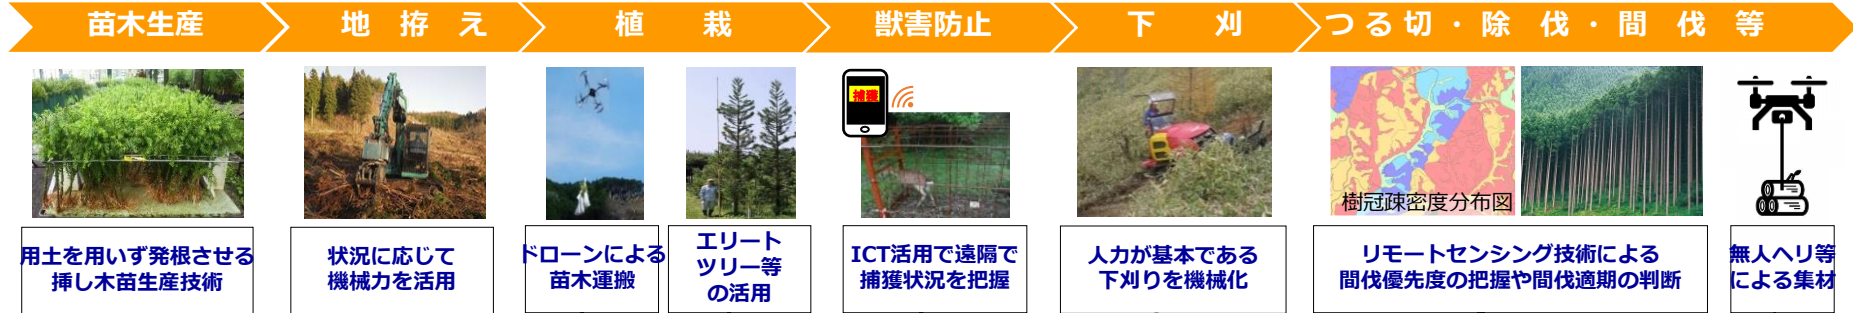 苗木生産
地 拵 え
植 栽
獣害防止
下 刈
つる切・除 伐・間 伐 等
捕獲
樹冠疎密度分布図
用土を用いず発根させる
挿し木苗生産技術
状況に応じて
機械力を活用
ドローンによる
苗木運搬
エリート
ツリー等
の活用
ICT活用で遠隔で
捕獲状況を把握
人力が基本である
下刈りを機械化
リモートセンシング技術による
間伐優先度の把握や間伐適期の判断
無人ヘリ等
による集材